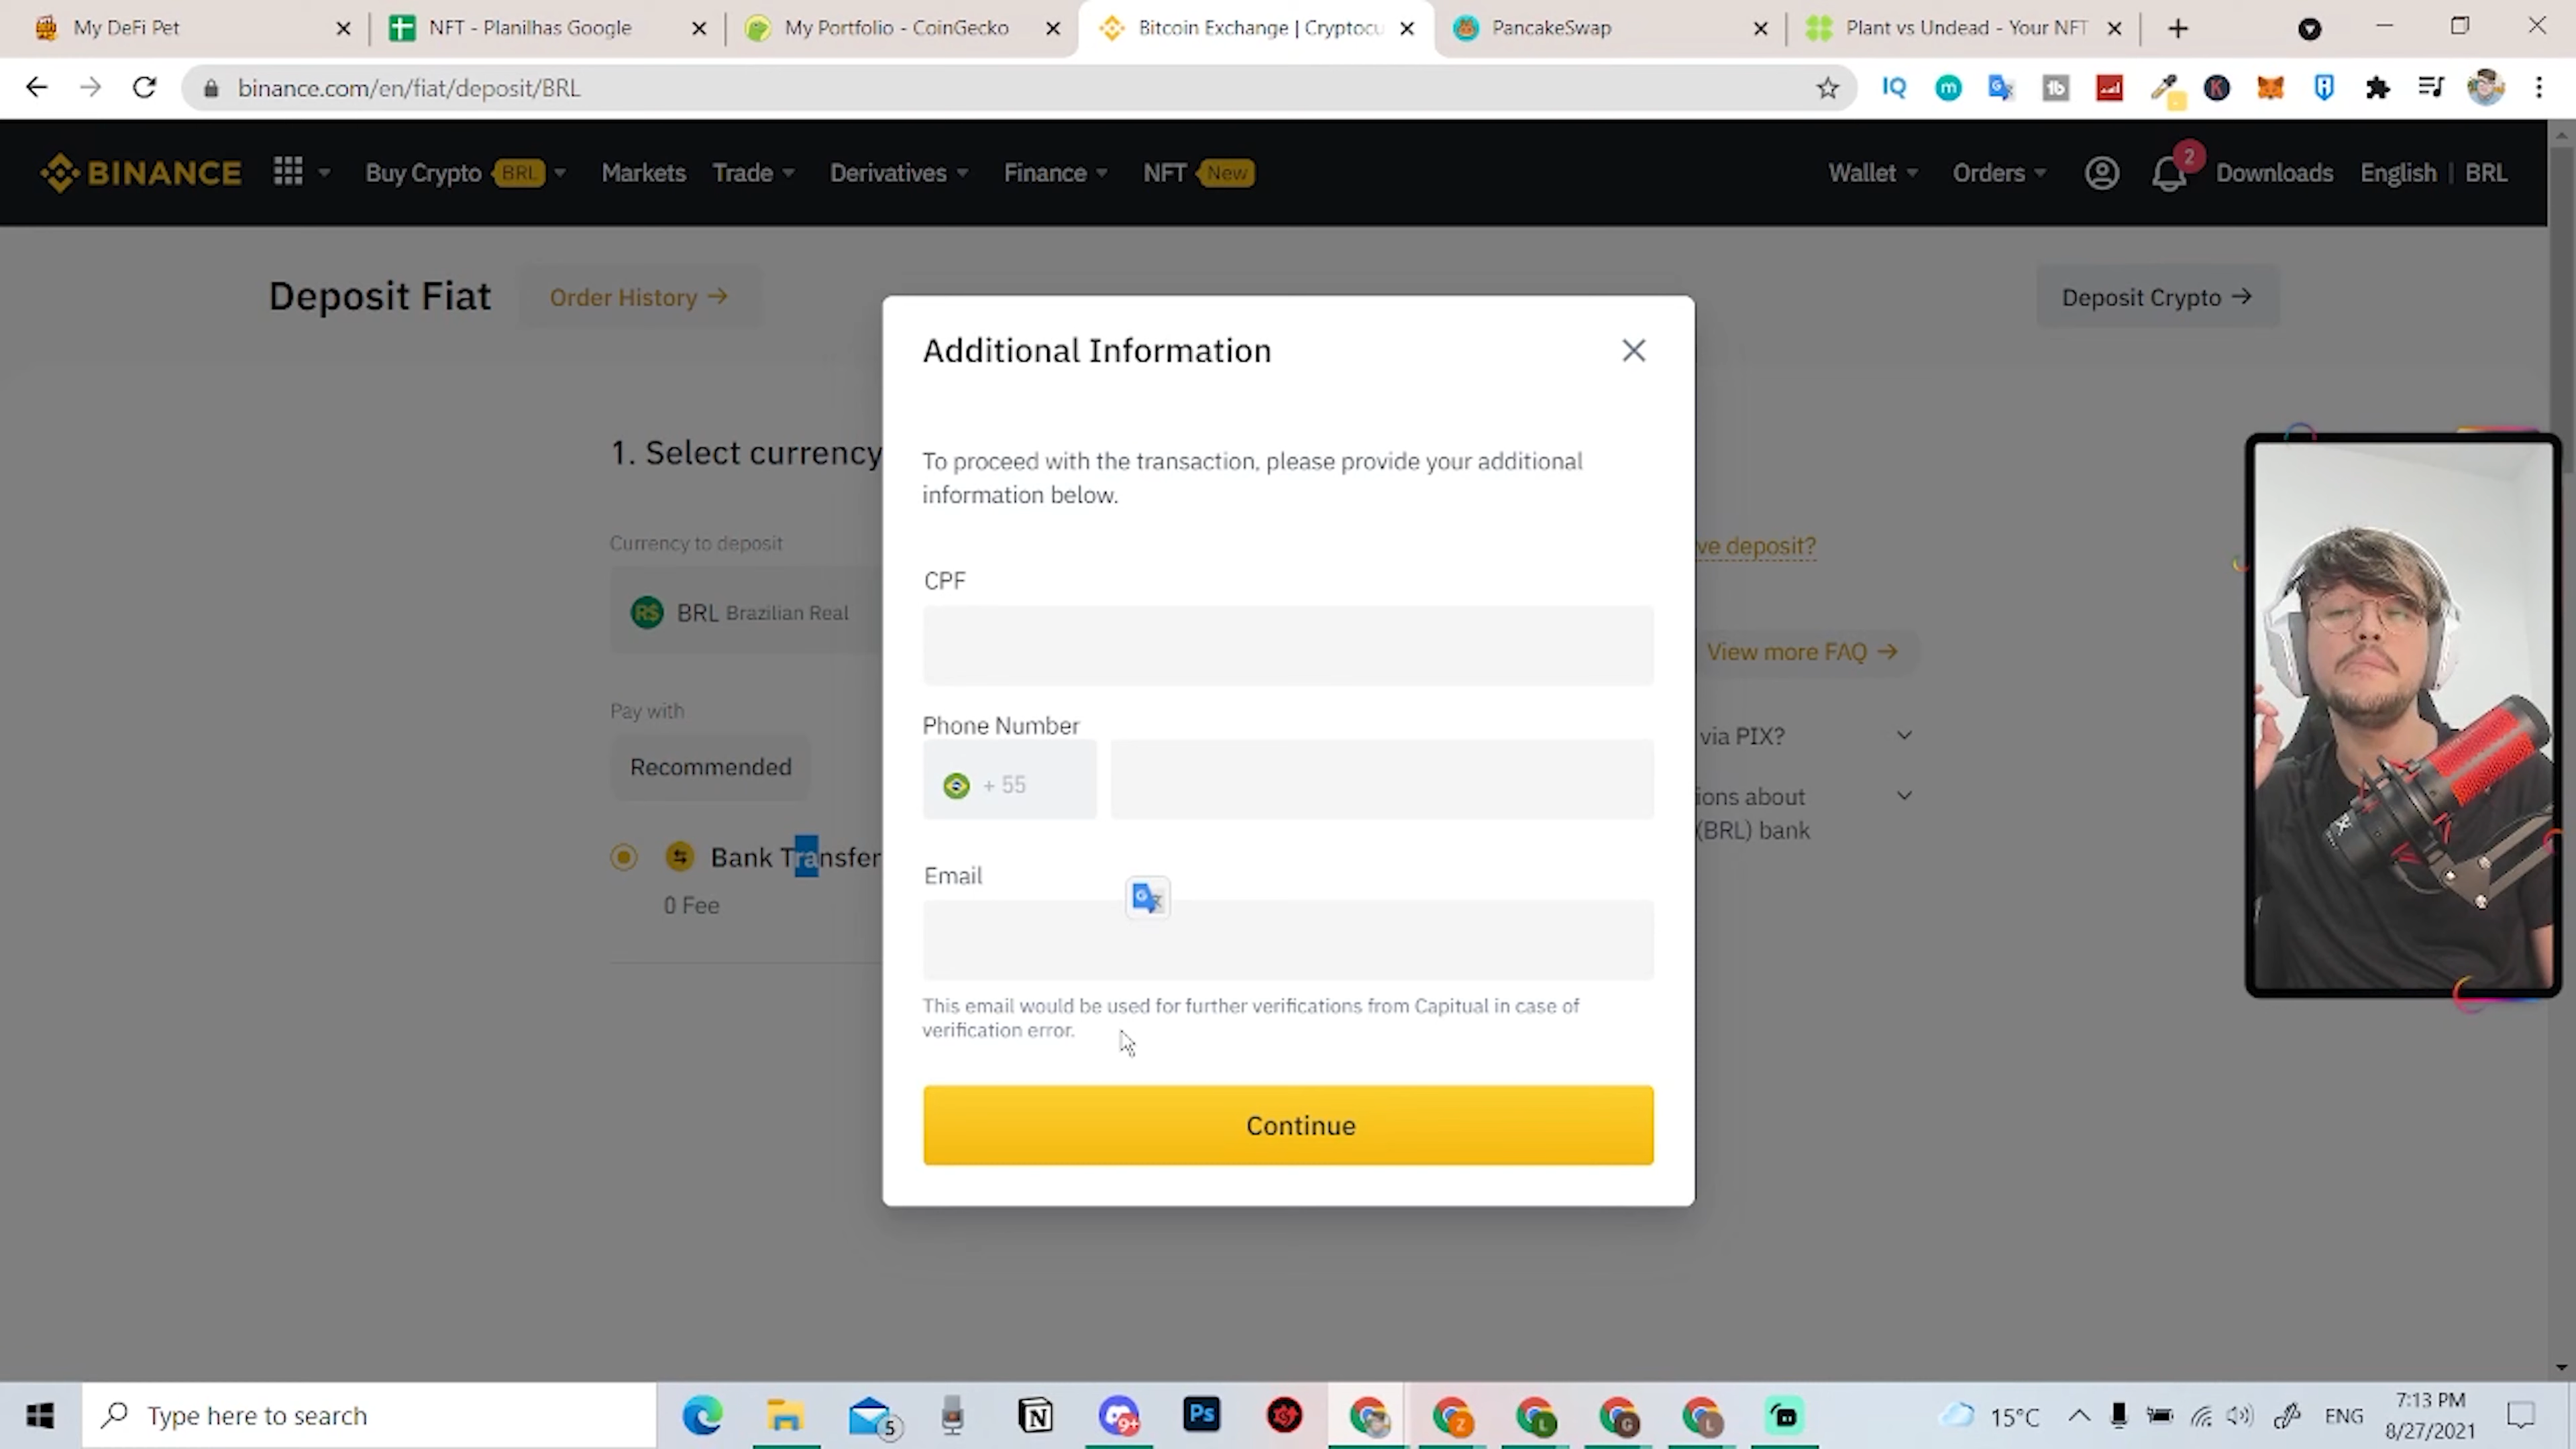 My DeFi Pet
NFT - Planilhas Google
My Portfolio - CoinGecko
Bitcoin Exchange | Cryptocu
PancakeSwap
Plant vs Undead - Your NFT
binance.com/en/fiat/deposit/BRL
IQ
BINANCE
Buy Crypto BRL
Markets
Trade
Derivatives
Finance
NFT New
Wallet
Orders
2
Downloads
English | BRL
Deposit Fiat
Order History →
Deposit Crypto →
Additional Information
1. Select currency
To proceed with the transaction, please provide your additional
information below.
Currency to deposit
R$ BRL Brazilian Real
ve deposit?
CPF
View more FAQ →
Pay with
Recommended
Phone Number
+ 55
via PIX?
ions about
(BRL) bank
Bank Transfer
0 Fee
Email
This email would be used for further verifications from Capitual in case of
verification error.
Continue
Type here to search
5
9+
Ps
Z
L
G
L
15°C
ENG
7:13 PM
8/27/2021